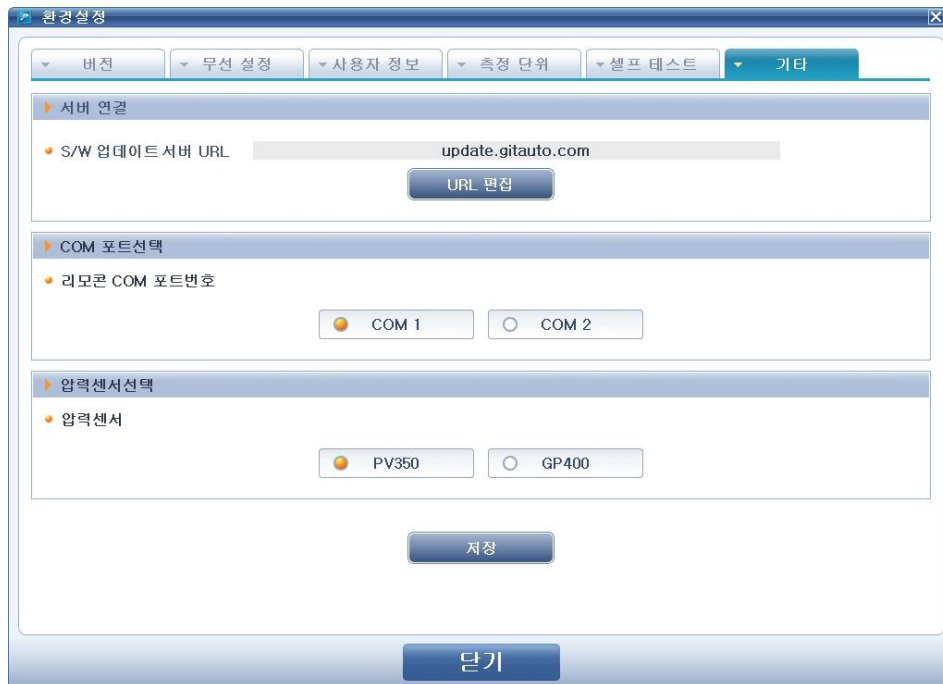 환경설정
버전 무선 설정 사용자 정보 측정 단위 셀프 테스트 기타
서버 연결
S/W 업데이트서버 URL update.gitauto.com
URL 편집
COM 포트선택
리모콘 COM 포트번호
COM 1 COM 2
압력센서선택
압력센서
PV350 GP400
저장
닫기